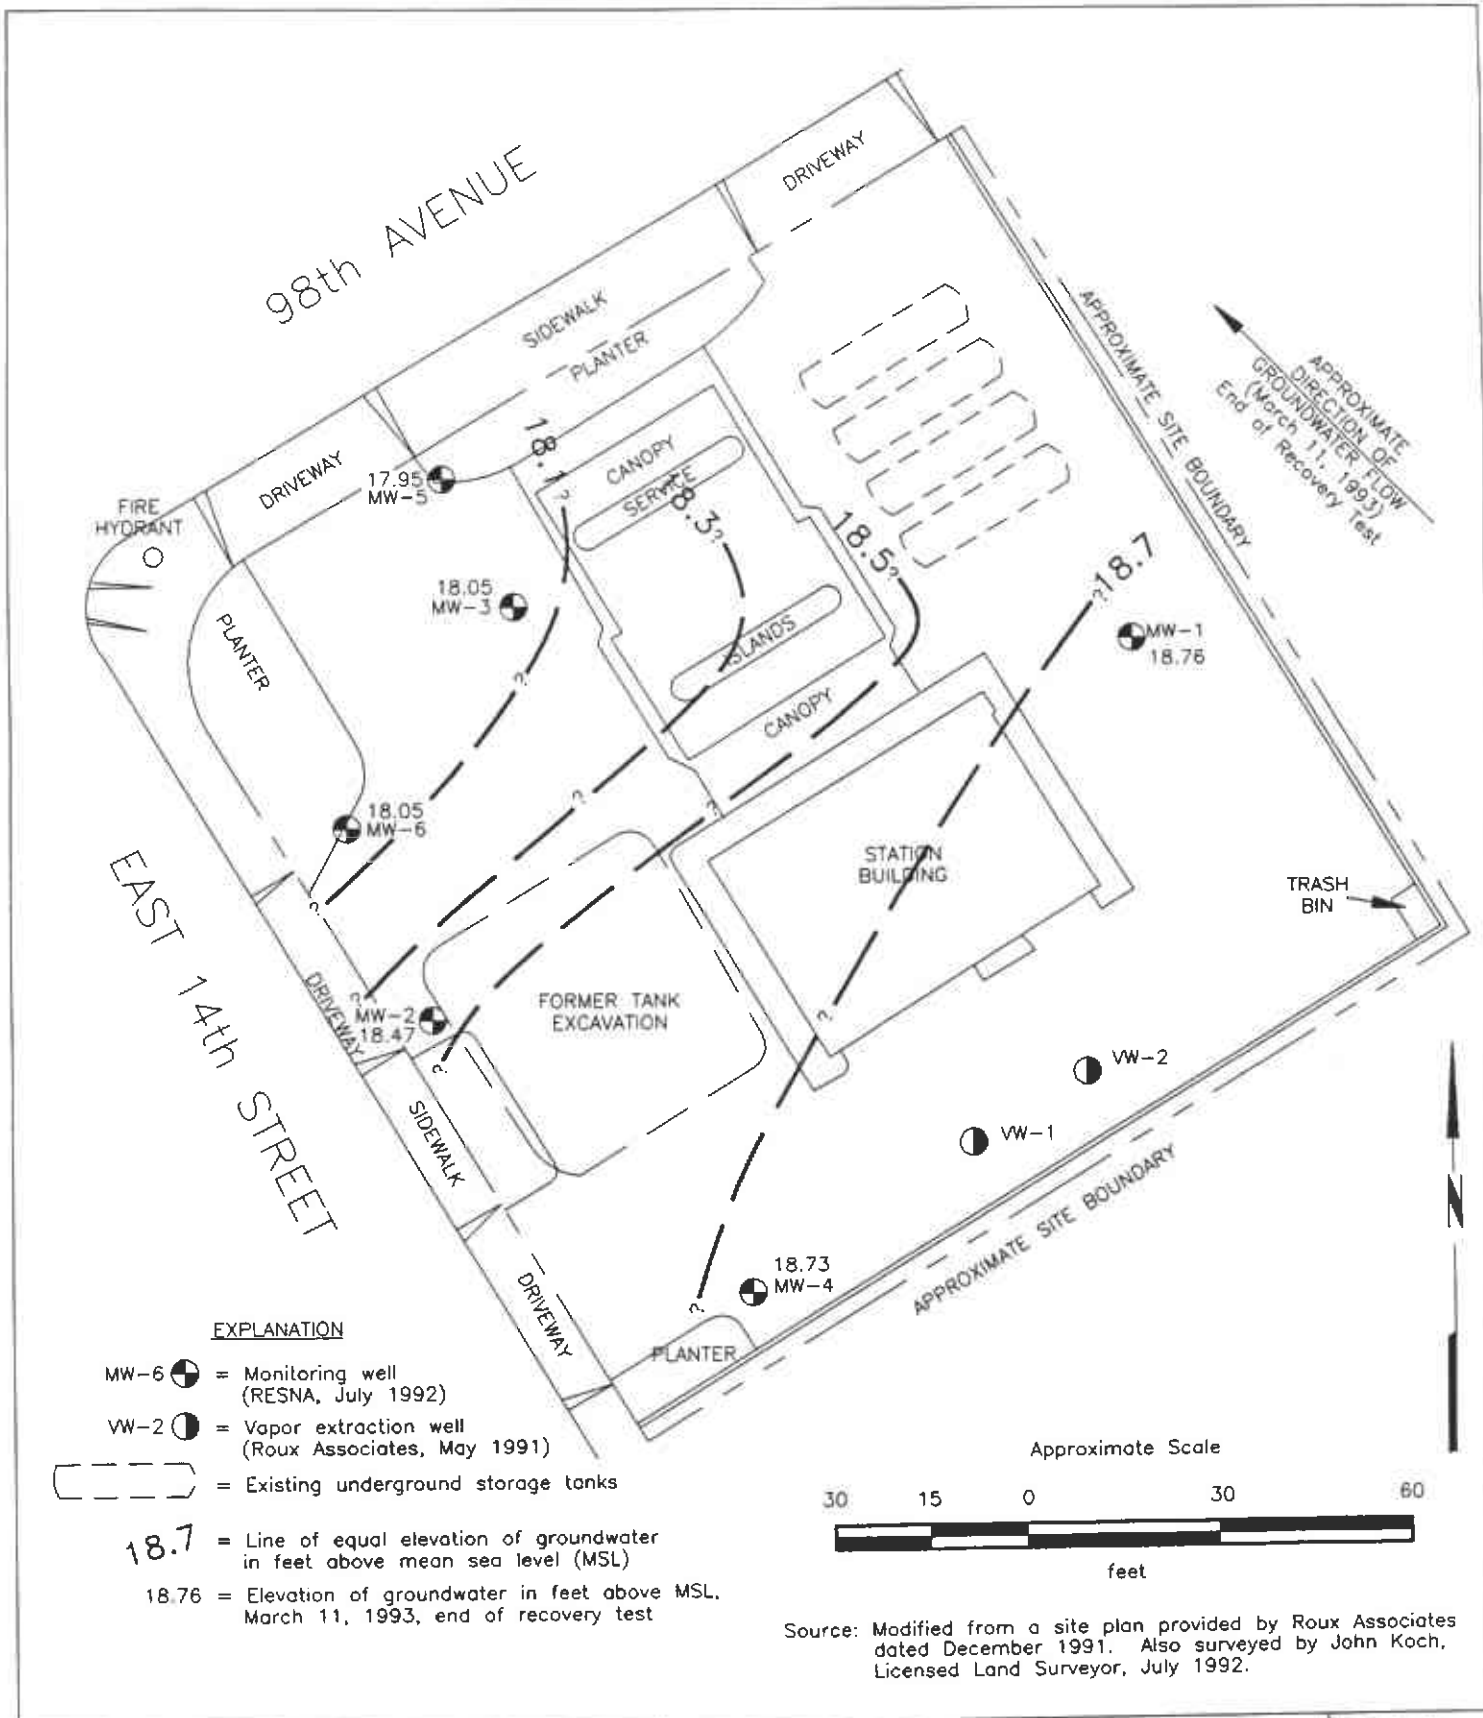 98th AVENUE
DRIVEWAY
SIDEWALK
PLANTER
APPROXIMATE SITE BOUNDARY
APPROXIMATE
DIRECTION OF
GROUNDWATER FLOW
(March 11, 1993)
End of Recovery Test
DRIVEWAY
17.95
MW-5
18.1?
CANOPY
SERVICE
18.3?
18.5?
18.7
?
FIRE
HYDRANT
18.05
MW-3
MW-1
18.76
PLANTER
?
ISLANDS
CANOPY
?
?
18.05
MW-6
STATION
BUILDING
TRASH
BIN
EAST 14th STREET
?
DRIVEWAY
?
MW-2
18.47
FORMER TANK
EXCAVATION
?
?
VW-2
SIDEWALK
VW-1
APPROXIMATE SITE BOUNDARY
N
DRIVEWAY
18.73
MW-4
?
PLANTER
EXPLANATION
MW-6 = Monitoring well
(RESNA, July 1992)
VW-2 = Vapor extraction well
(Roux Associates, May 1991)
= Existing underground storage tanks
18.7 = Line of equal elevation of groundwater
in feet above mean sea level (MSL)
18.76 = Elevation of groundwater in feet above MSL,
March 11, 1993, end of recovery test
Approximate Scale
30 15 0 30 60
feet
Source: Modified from a site plan provided by Roux Associates
dated December 1991. Also surveyed by John Koch,
Licensed Land Surveyor, July 1992.